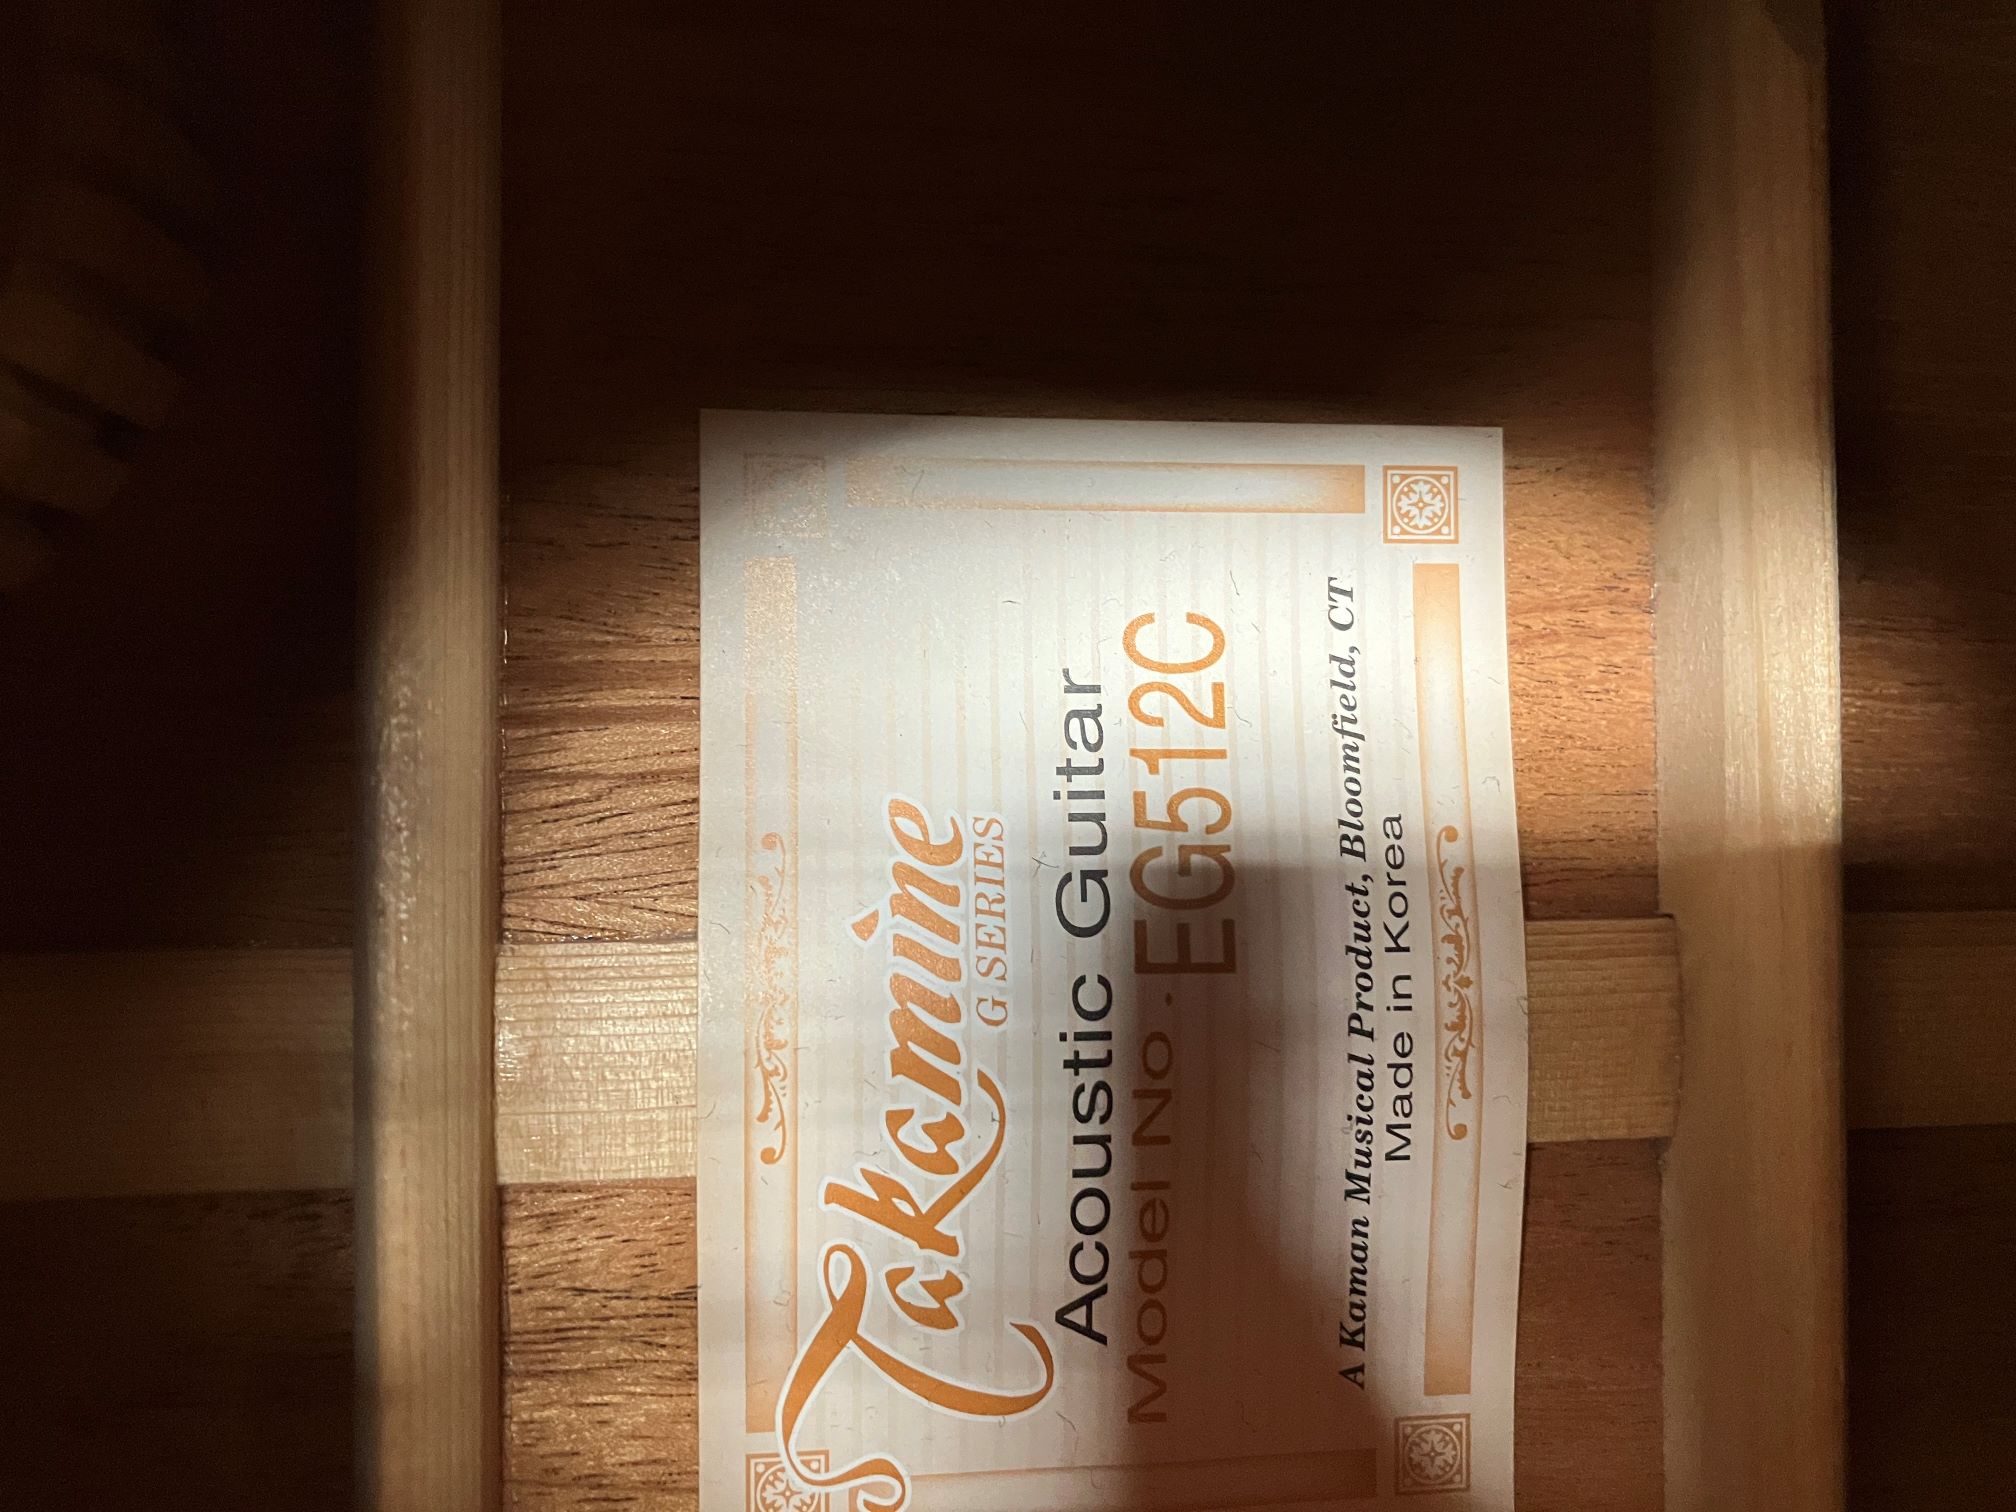 Takamine
G SERIES
Acoustic Guitar
Model No. EG512C
A Kaman Musical Product, Bloomfield, CT
Made in Korea